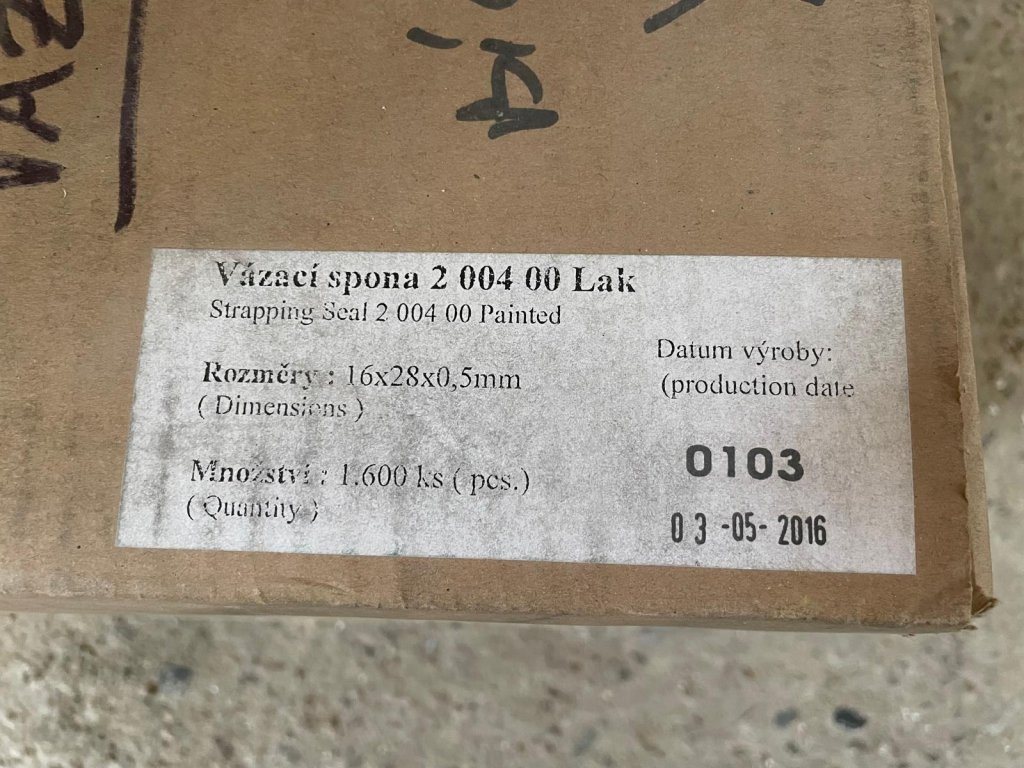 VAZ
Vázací spona 2 004 00 Lak
Strapping Seal 2 004 00 Painted
Rozměry : 16x28x0,5mm
( Dimensions )
Množství : 1.600 ks ( pcs.)
( Quantity )
Datum výroby:
(production date
0103
03 -05- 2016